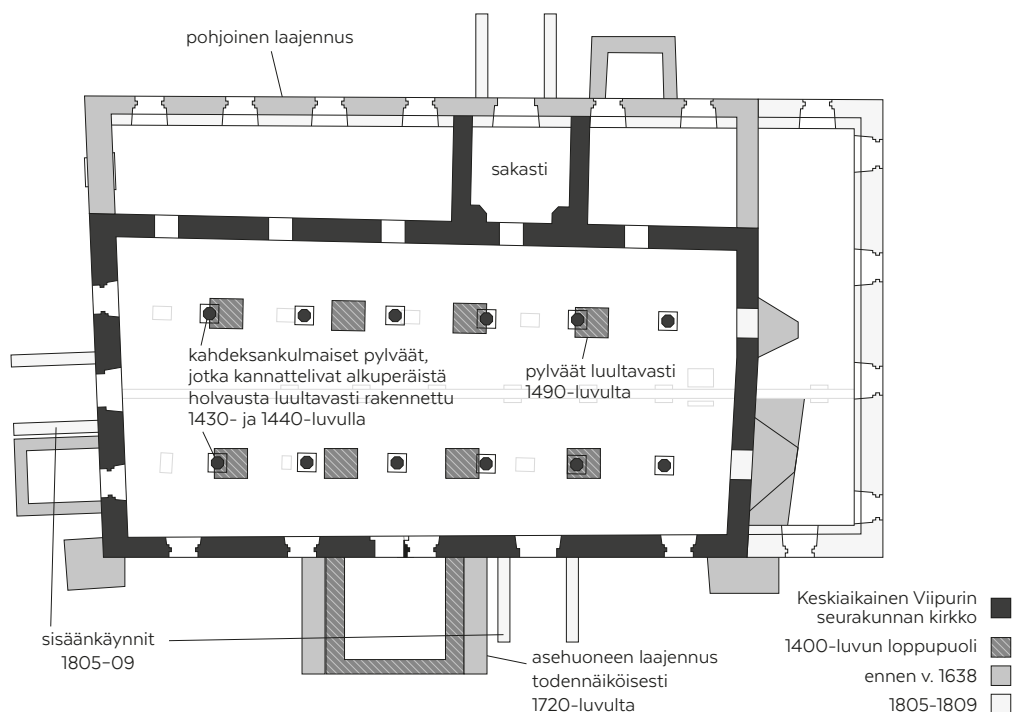 pohjoinen laajennus
sakasti
kahdeksankulmaiset pylväät,
jotka kannattelivat alkuperäistä
holvausta luultavasti rakennettu
1430- ja 1440-luvulla
pylväät luultavasti
1490-luvulta
sisäänkäynnit
1805–09
asehuoneen laajennus
todennäiköisesti
1720-luvulta
Keskiaikainen Viipurin
seurakunnan kirkko
1400-luvun loppupuoli
ennen v. 1638
1805-1809